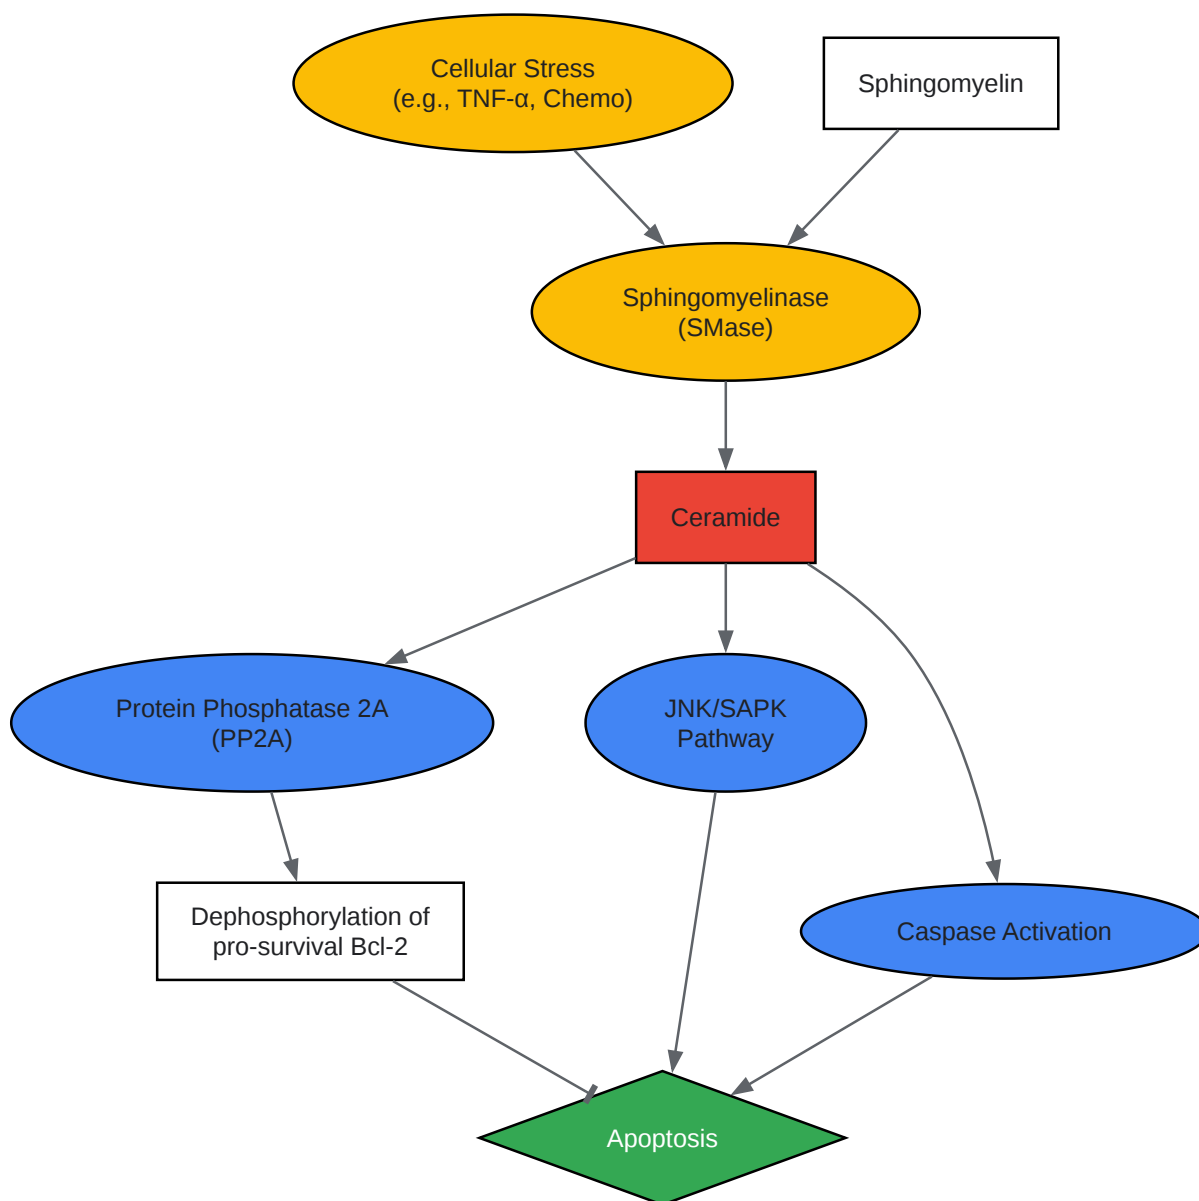 Cellular Stress
(e.g., TNF-α, Chemo)
Sphingomyelin
Sphingomyelinase
(SMase)
Ceramide
Protein Phosphatase 2A
(PP2A)
JNK/SAPK
Pathway
Dephosphorylation of
pro-survival Bcl-2
Caspase Activation
Apoptosis